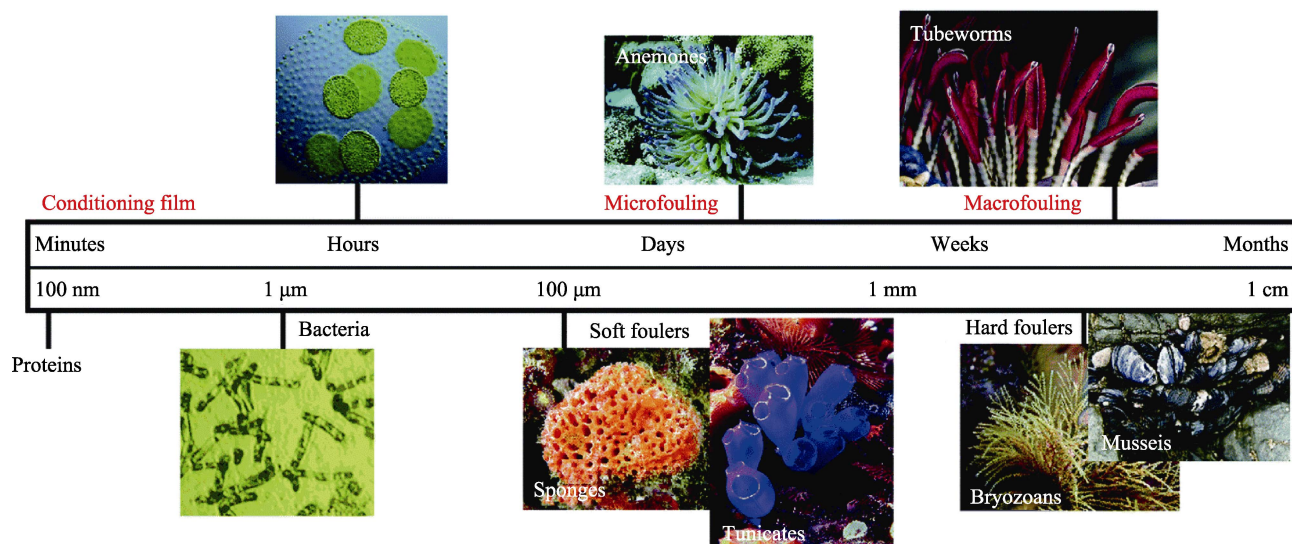 Anemones
Tubeworms
Conditioning film
Microfouling
Macrofouling
Minutes
Hours
Days
Weeks
Months
100 nm
1 μm
100 μm
1 mm
1 cm
Proteins
Bacteria
Soft foulers
Hard foulers
Sponges
Tunicates
Bryozoans
Musseis